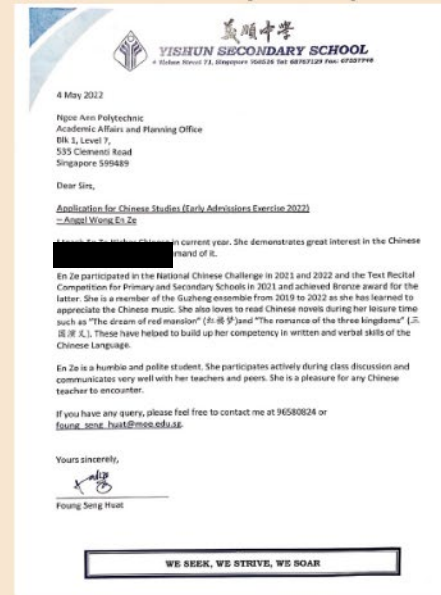 義順中学
YISHUN SECONDARY SCHOOL
4 Yishun Street 71, Singapore Tel 68767129 Fax: 67557748
4 May 2022
Ngee Ann Polytechnic
Academic Affairs and Planning Office
Blk 1, Level 7,
535 Clementi Road
Singapore 599489
Dear Sirs,
Application for Chinese Studies (Early Admissions Exercise 2022)
– Angel Wong En Ze
in current year. She demonstrates great interest in the Chinese
mand of it.
En Ze participated in the National Chinese Challenge in 2021 and 2022 and the Text Recital
Competition for Primary and Secondary Schools in 2021 and achieved Bronze award for the
latter. She is a member of the Guzheng ensemble from 2019 to 2022 as she has learned to
appreciate the Chinese music. She also loves to read Chinese novels during her leisure time
such as "The dream of red mansion" (红楼梦)and "The romance of the three kingdoms" (三
国演义). These have helped to build up her competency in written and verbal skills of the
Chinese Language.
En Ze is a humble and polite student. She participates actively during class discussion and
communicates very well with her teachers and peers. She is a pleasure for any Chinese
teacher to encounter.
If you have any query, please feel free to contact me at 96580824 or
foung_seng_huat@moe.edu.sg.
Yours sincerely,
Foung Seng Huat
WE SEEK, WE STRIVE, WE SOAR